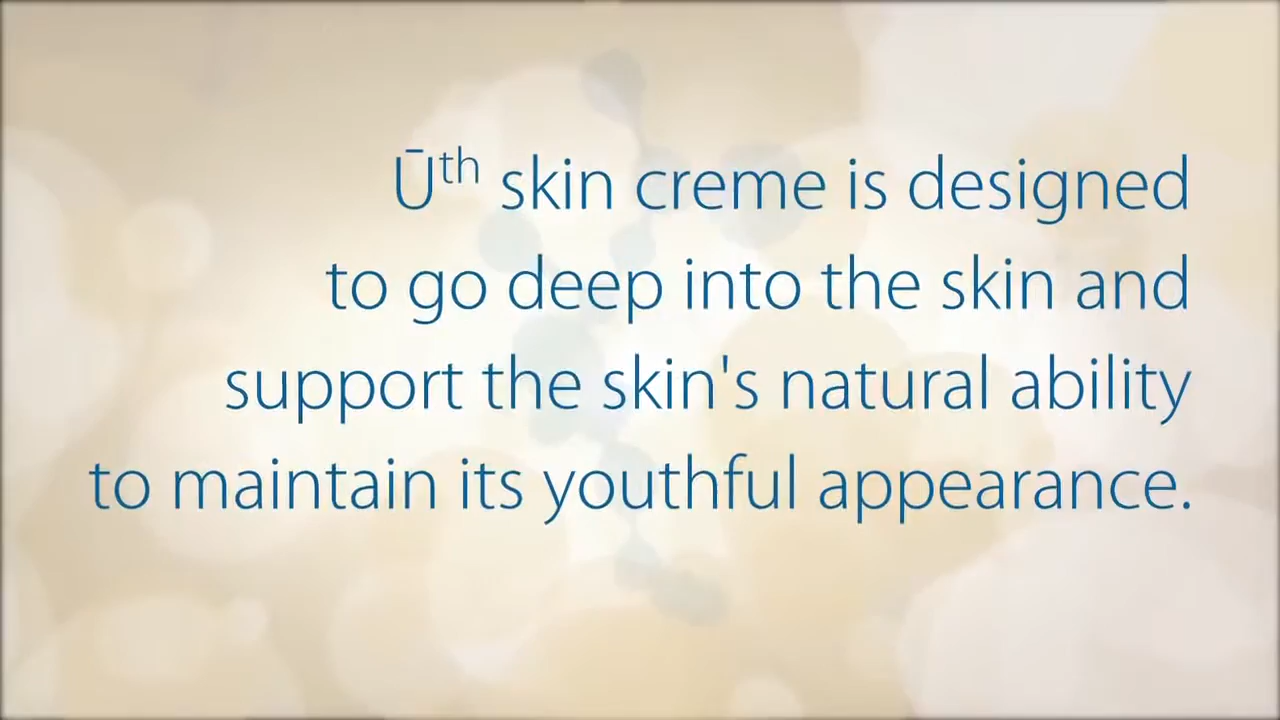 Ūth skin creme is designed
to go deep into the skin and
support the skin's natural ability
to maintain its youthful appearance.